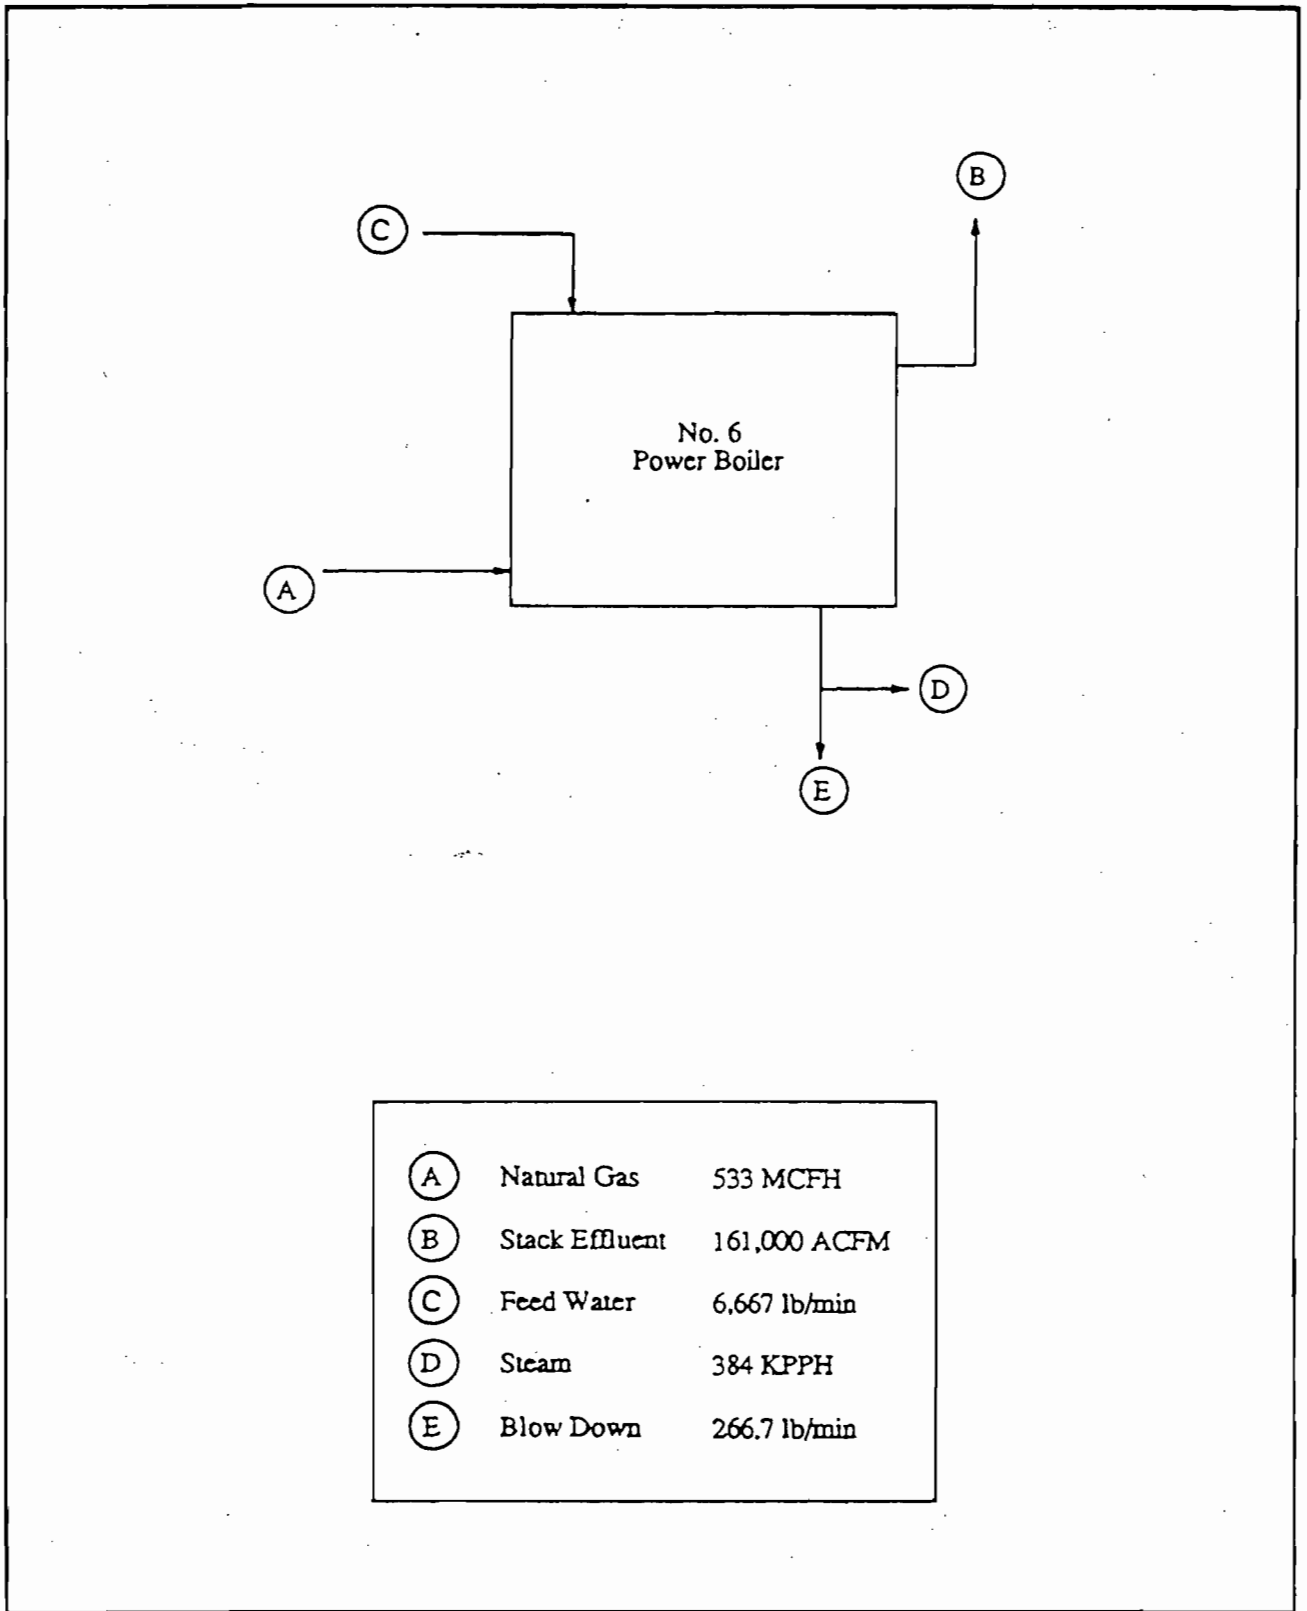 B
C
No. 6
Power Boiler
A
D
E
A Natural Gas 533 MCFH
B Stack Effluent 161,000 ACFM
C Feed Water 6,667 lb/min
D Steam 384 KPPH
E Blow Down 266.7 lb/min